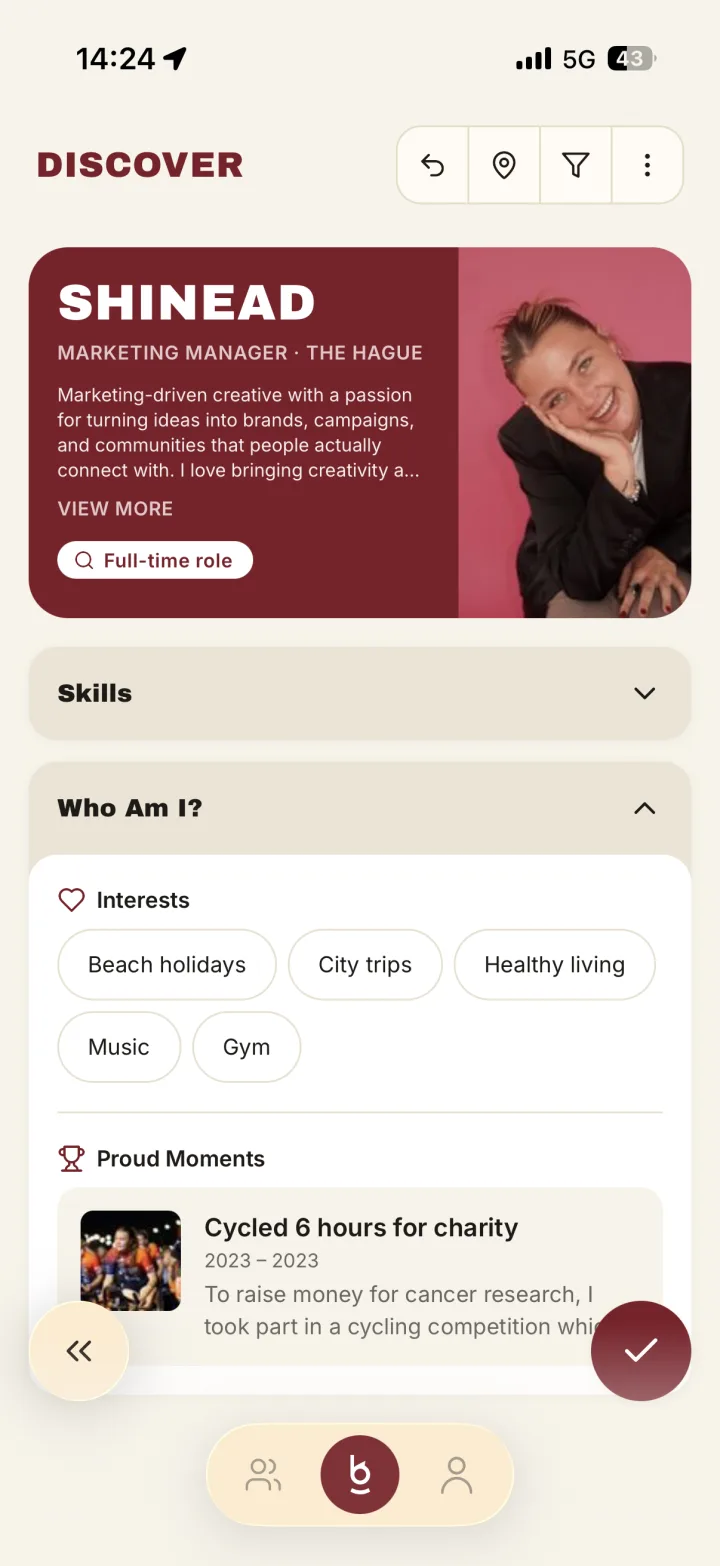 14:24
5G
43
DISCOVER
SHINEAD
MARKETING MANAGER · THE HAGUE
Marketing-driven creative with a passion
for turning ideas into brands, campaigns,
and communities that people actually
connect with. I love bringing creativity a...
VIEW MORE
Full-time role
Skills
Who Am I?
Interests
Beach holidays
City trips
Healthy living
Music
Gym
Proud Moments
Cycled 6 hours for charity
2023 – 2023
To raise money for cancer research, I
took part in a cycling competition
b